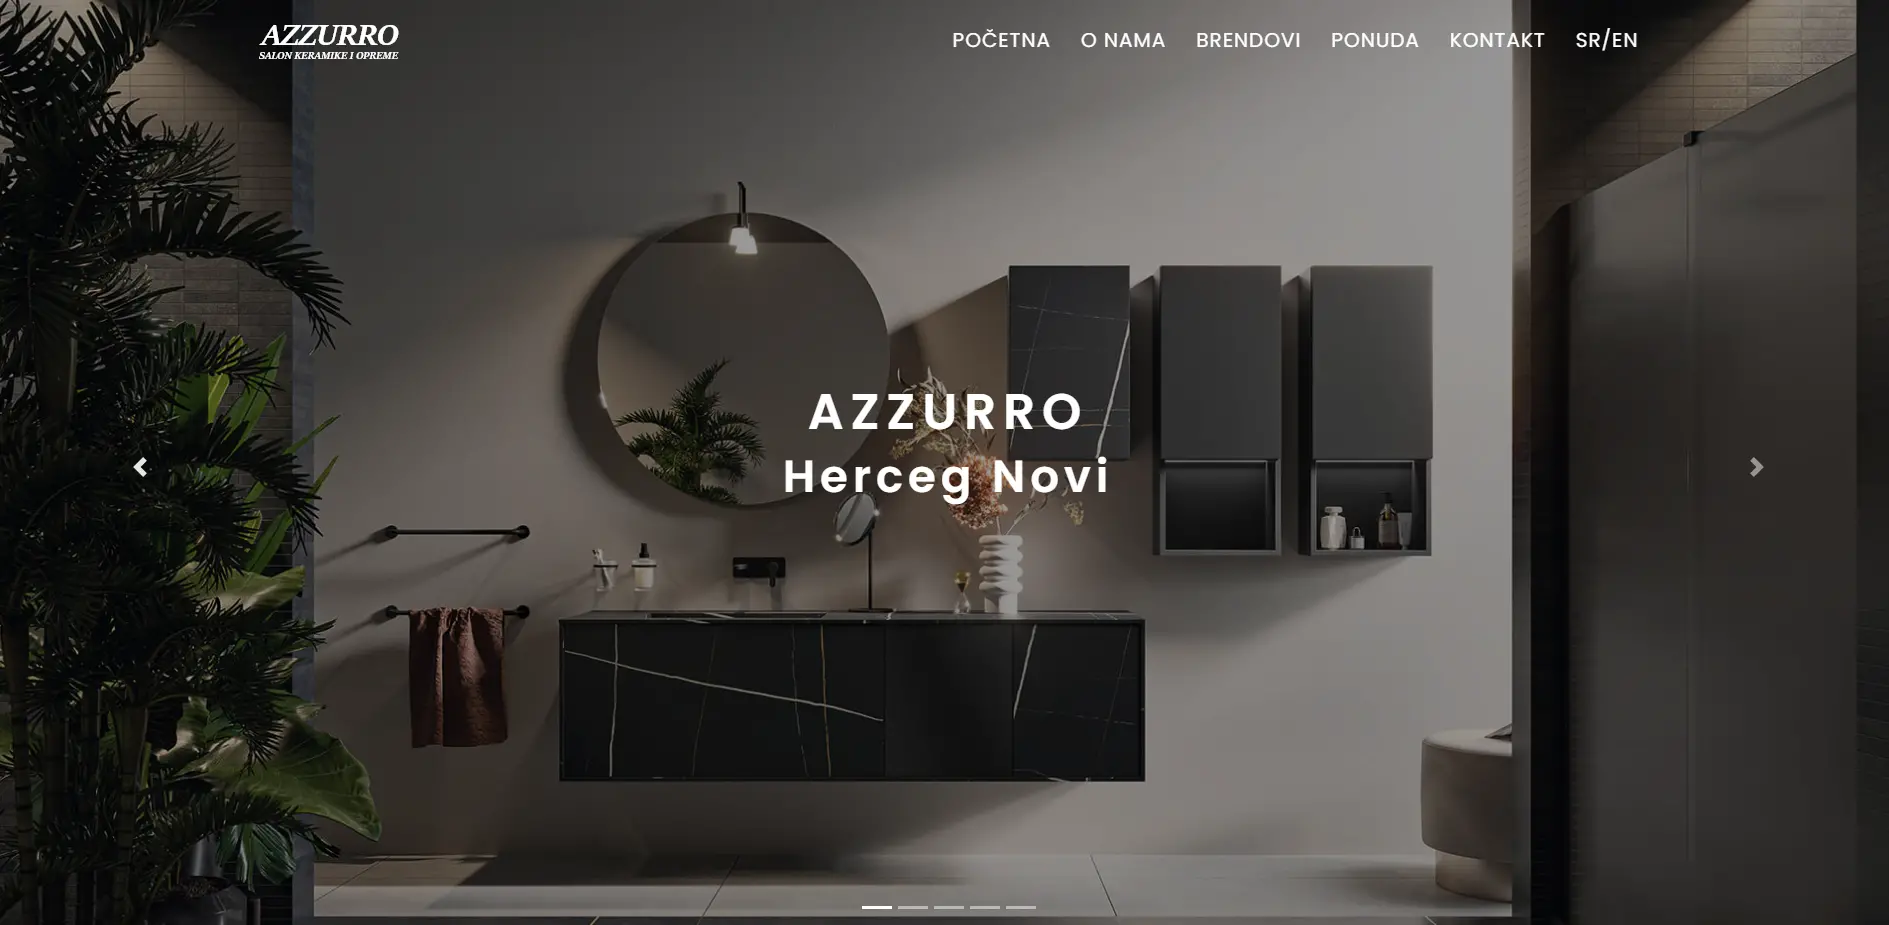 AZZURRO
SALON KERAMIKE I OPREME
POČETNA O NAMA BRENDOVI PONUDA KONTAKT SR/EN
AZZURRO
Herceg Novi